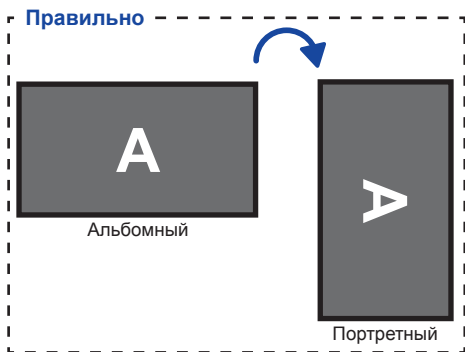 Правильно
A
Альбомный
A
Портретный